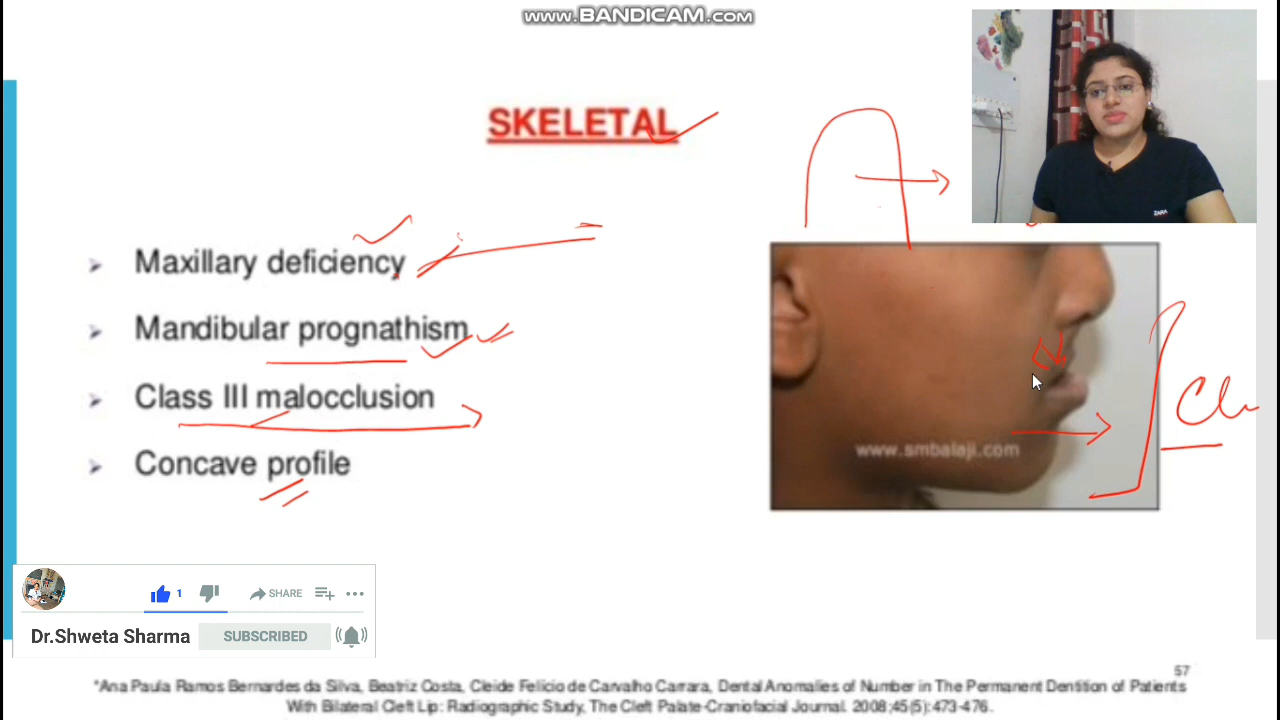 www.BANDICAM.com
SKELETAL
ZARA
Maxillary deficiency
Mandibular prognathism
Class III malocclusion
Concave profile
www.smbalaji.com
1
SHARE
Dr.Shweta Sharma
SUBSCRIBED
57
*Ana Paula Ramos Bernardes da Silva, Beatriz Costa, Cleide Felício de Carvalho Carrara, Dental Anomalies of Number in The Permanent Dentition of Patients
With Bilateral Cleft Lip: Radiographic Study, The Cleft Palate-Craniofacial Journal. 2008;45(5):473-476.